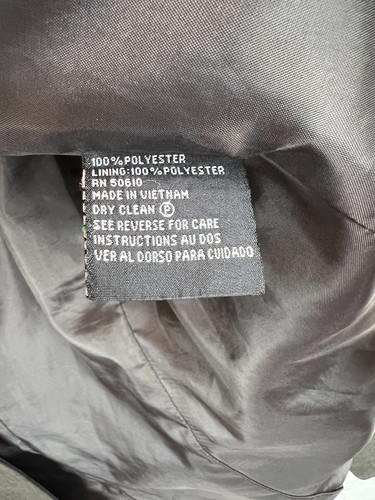 100% POLYESTER
LINING: 100% POLYESTER
RN 50610
MADE IN VIETNAM
DRY CLEAN Ⓟ
SEE REVERSE FOR CARE
INSTRUCTIONS AU DOS
VER AL DORSO PARA CUIDADO